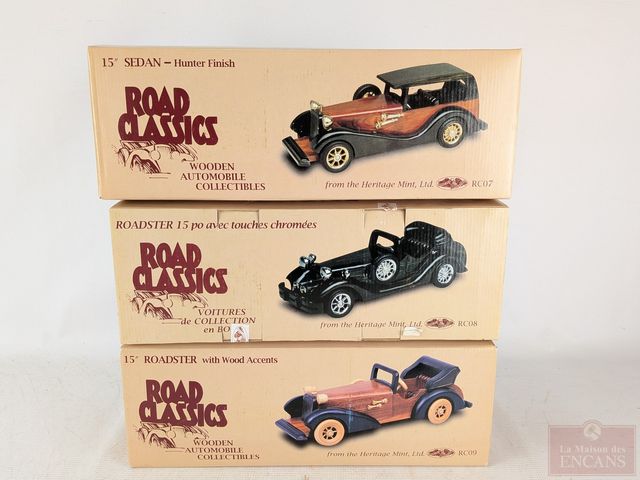 15" SEDAN – Hunter Finish
ROAD
CLASSICS
WOODEN
AUTOMOBILE
COLLECTIBLES
from the Heritage Mint, Ltd. RC07
ROADSTER 15 po avec touches chromées
ROAD
CLASSICS
VOITURES
de COLLECTION
en BO
from the Heritage Mint, Ltd. RC08
15" ROADSTER with Wood Accents
ROAD
CLASSICS
WOODEN
AUTOMOBILE
COLLECTIBLES
from the Heritage Mint, Ltd. RC09
La Maison des
ENCANS